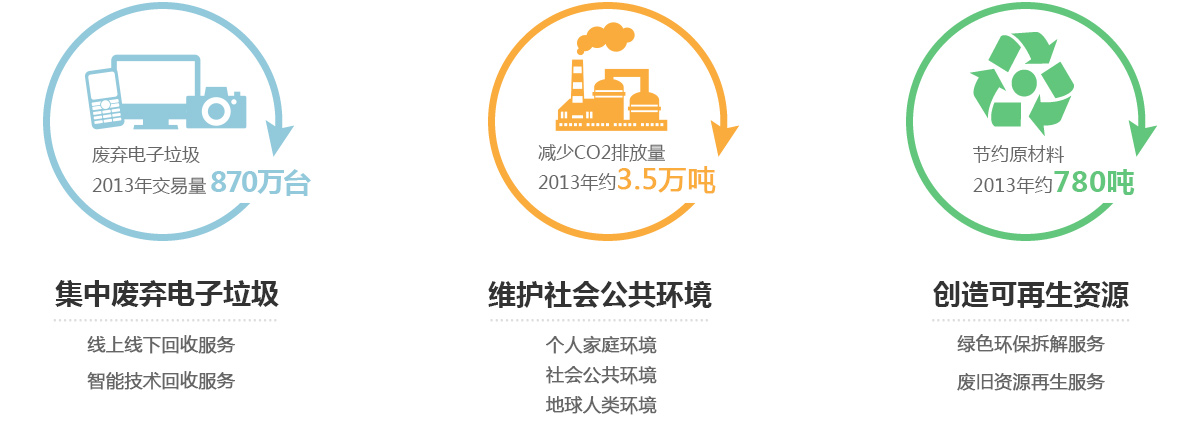 废弃电子垃圾
2013年交易量 870万台
减少CO2排放量
2013年约3.5万吨
节约原材料
2013年约780吨
集中废弃电子垃圾
线上线下回收服务
智能技术回收服务
维护社会公共环境
个人家庭环境
社会公共环境
地球人类环境
创造可再生资源
绿色环保拆解服务
废旧资源再生服务